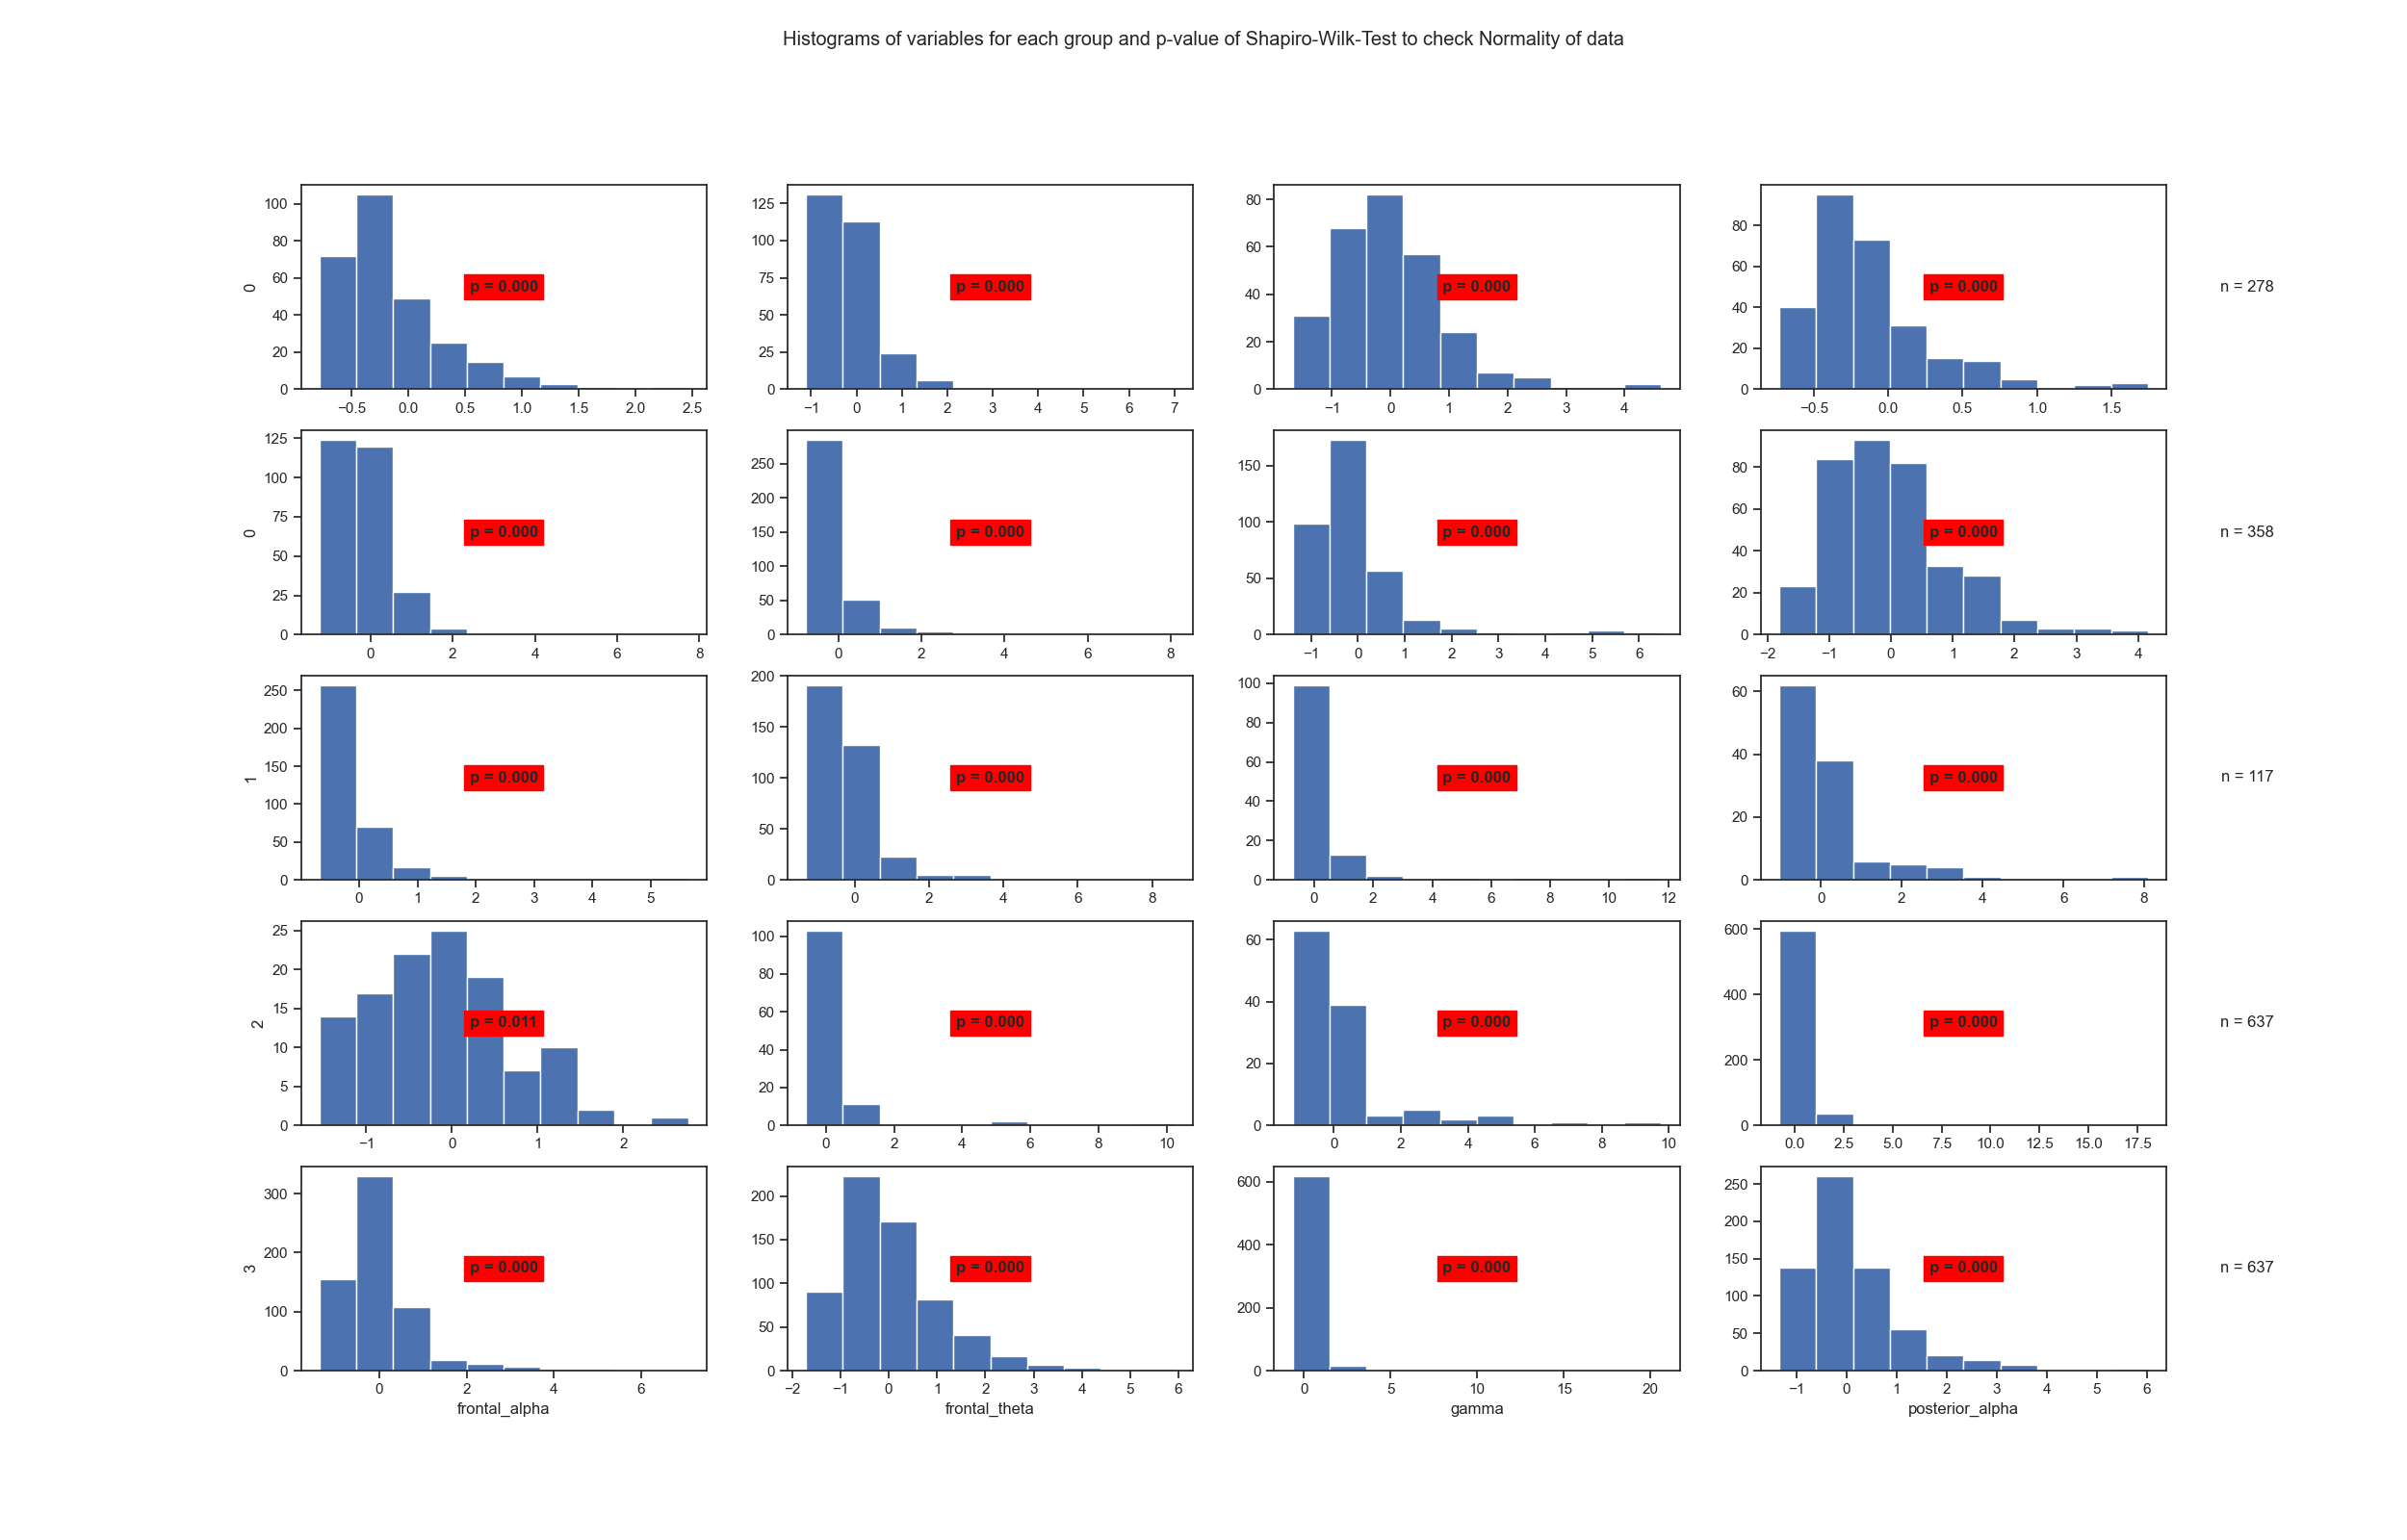 Histograms of variables for each group and p-value of Shapiro-Wilk-Test to check Normality of data
0
100
80
60
40
20
0
p = 0.000
−0.5 0.0 0.5 1.0 1.5 2.0 2.5
125
100
75
50
25
0
p = 0.000
−1 0 1 2 3 4 5 6 7
80
60
40
20
0
p = 0.000
−1 0 1 2 3 4
80
60
40
20
0
p = 0.000
−0.5 0.0 0.5 1.0 1.5
n = 278
0
125
100
75
50
25
0
p = 0.000
0 2 4 6 8
250
200
150
100
50
0
p = 0.000
0 2 4 6 8
150
100
50
0
p = 0.000
−1 0 1 2 3 4 5 6
80
60
40
20
0
p = 0.000
−2 −1 0 1 2 3 4
n = 358
1
250
200
150
100
50
0
p = 0.000
0 1 2 3 4 5
200
150
100
50
0
p = 0.000
0 2 4 6 8
100
80
60
40
20
0
p = 0.000
0 2 4 6 8 10 12
60
40
20
0
p = 0.000
0 2 4 6 8
n = 117
2
25
20
15
10
5
0
p = 0.011
−1 0 1 2
100
80
60
40
20
0
p = 0.000
0 2 4 6 8 10
60
40
20
0
p = 0.000
0 2 4 6 8 10
600
400
200
0
p = 0.000
0.0 2.5 5.0 7.5 10.0 12.5 15.0 17.5
n = 637
3
300
200
100
0
p = 0.000
0 2 4 6
frontal_alpha
200
150
100
50
0
p = 0.000
−2 −1 0 1 2 3 4 5 6
frontal_theta
600
400
200
0
p = 0.000
0 5 10 15 20
gamma
250
200
150
100
50
0
p = 0.000
−1 0 1 2 3 4 5 6
posterior_alpha
n = 637